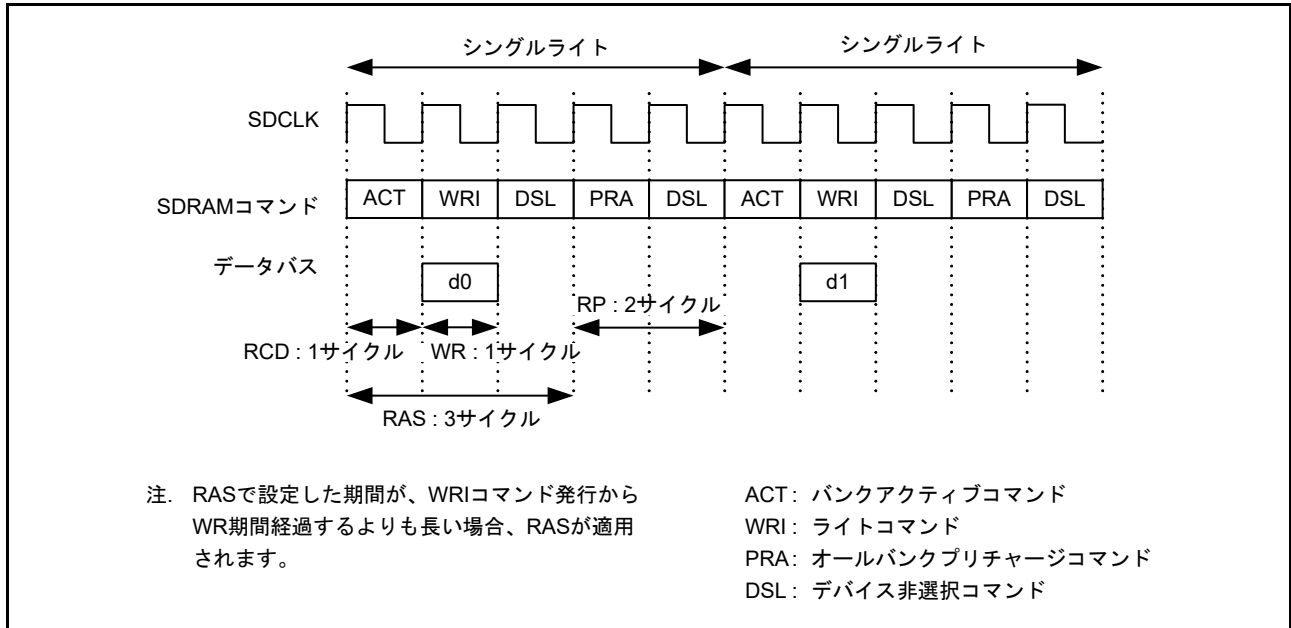 シングルライト シングルライト
SDCLK
SDRAMコマンド ACT WRI DSL PRA DSL ACT WRI DSL PRA DSL
データバス d0 d1
RP : 2サイクル
RCD : 1サイクル WR : 1サイクル
RAS : 3サイクル
注. RASで設定した期間が、WRIコマンド発行から
WR期間経過するよりも長い場合、RASが適用
されます。
ACT : バンクアクティブコマンド
WRI : ライトコマンド
PRA : オールバンクプリチャージコマンド
DSL : デバイス非選択コマンド